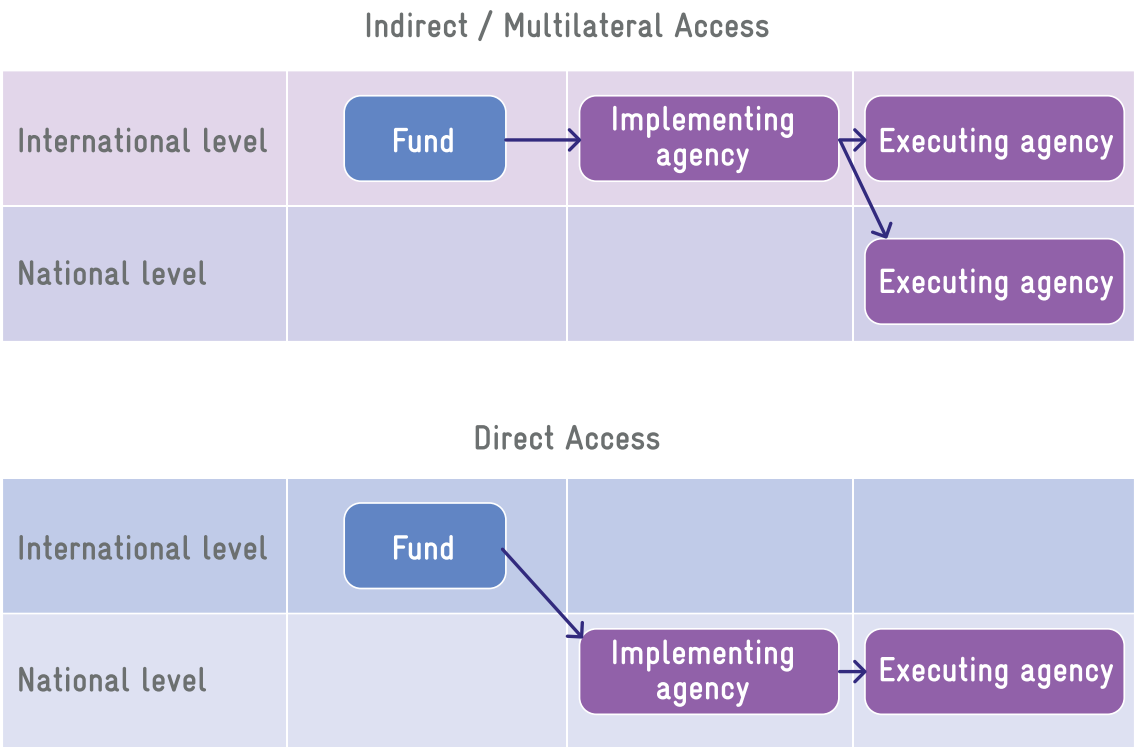 Indirect / Multilateral Access
International level
Fund
Implementing
agency
Executing agency
National level
Executing agency
Direct Access
International level
Fund
National level
Implementing
agency
Executing agency